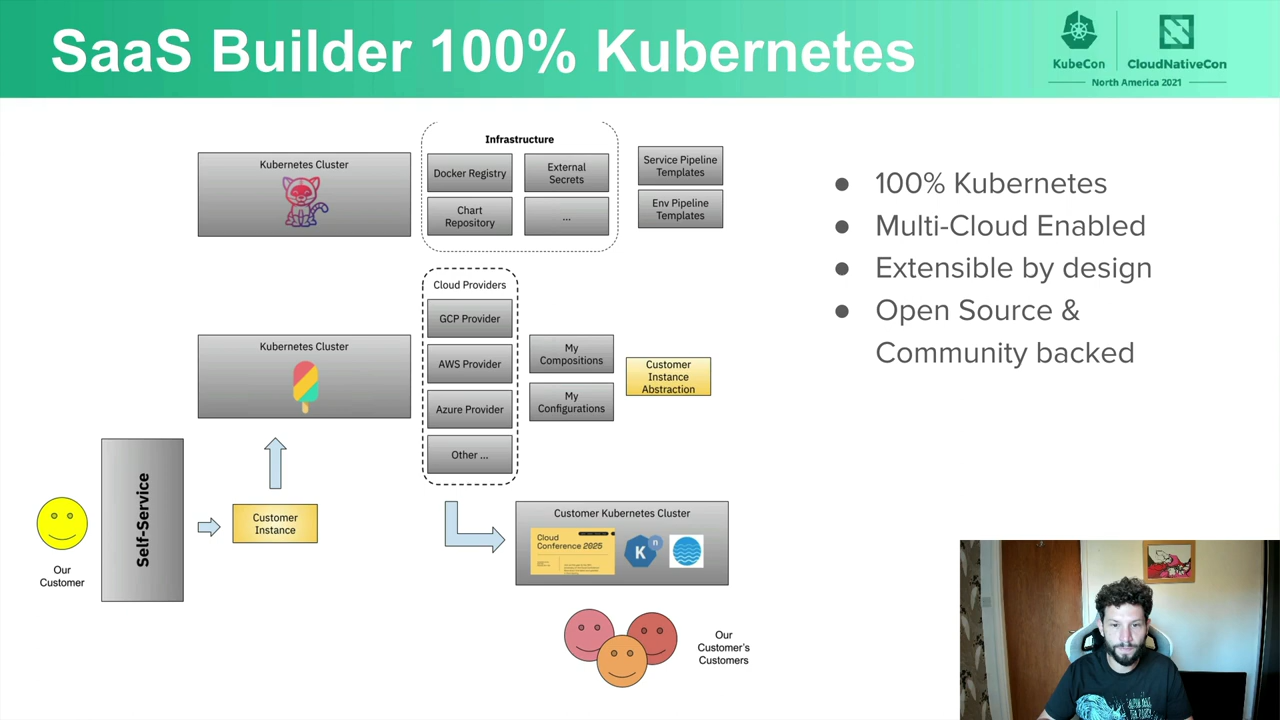 SaaS Builder 100% Kubernetes
KubeCon
CloudNativeCon
North America 2021
Kubernetes Cluster
Infrastructure
Docker Registry
External
Secrets
Chart
Repository
...
Service Pipeline
Templates
Env Pipeline
Templates
Kubernetes Cluster
Cloud Providers
GCP Provider
AWS Provider
Azure Provider
Other ...
My
Compositions
My
Configurations
Customer
Instance
Abstraction
Self-Service
Our
Customer
Customer
Instance
Customer Kubernetes Cluster
Cloud
Conference 2025
K
n
Our
Customer's
Customers
● 100% Kubernetes
● Multi-Cloud Enabled
● Extensible by design
● Open Source &
Community backed